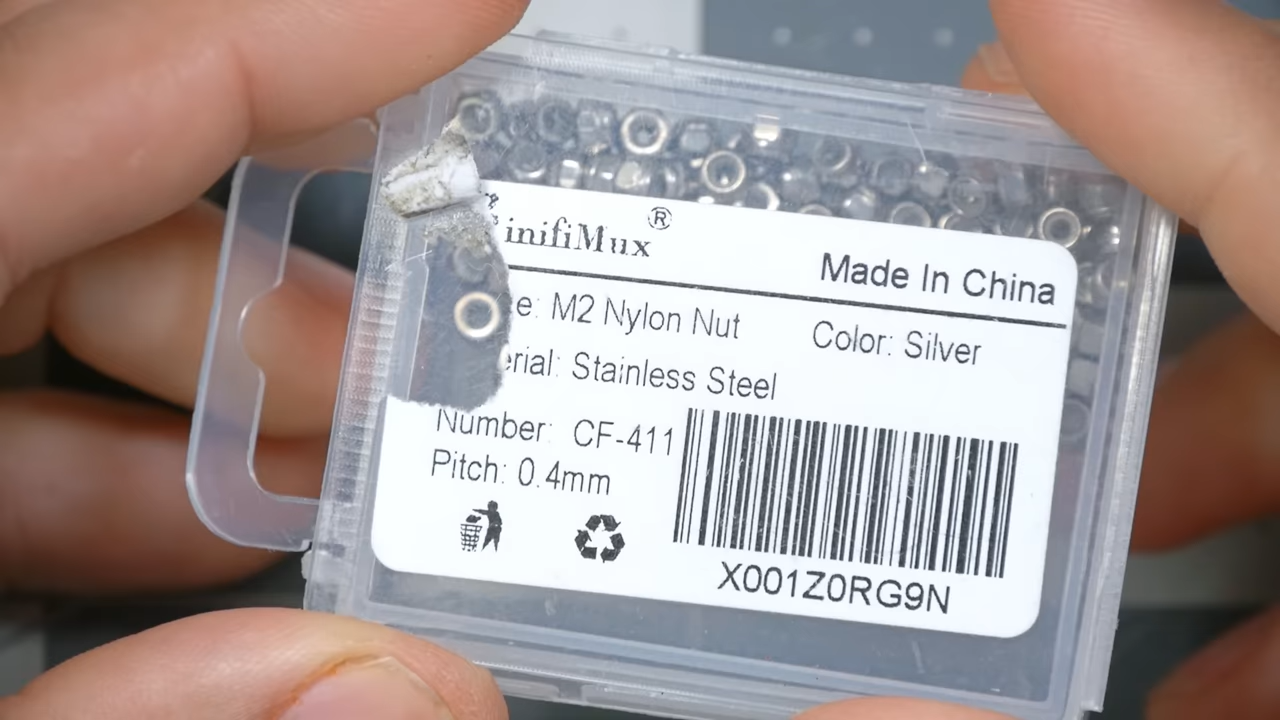 inifiMux®
Made In China
e: M2 Nylon Nut
Color: Silver
erial: Stainless Steel
Number: CF-411
Pitch: 0.4mm
X001Z0RG9N